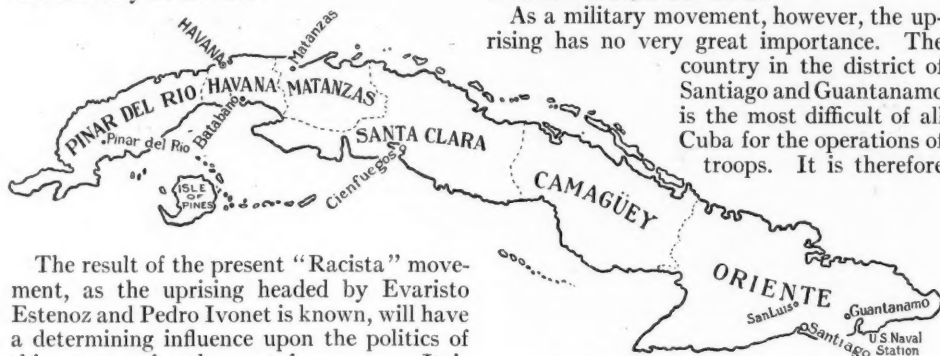 As a military movement, however, the up-
rising has no very great importance. The
country in the district of
Santiago and Guantanamo
is the most difficult of all
Cuba for the operations of
troops. It is therefore
HAVANA
Matanzas
PINAR DEL RIO
HAVANA
MATANZAS
Pinar del Rio
Batabano
SANTA CLARA
Cienfuegos
ISLE
OF
PINES
CAMAGÜEY
ORIENTE
San Luis
Guantanamo
Santiago
U.S. Naval
Station
The result of the present “Racista” move-
ment, as the uprising headed by Evaristo
Estenoz and Pedro Ivonet is known, will have
a determining influence upon the politics of